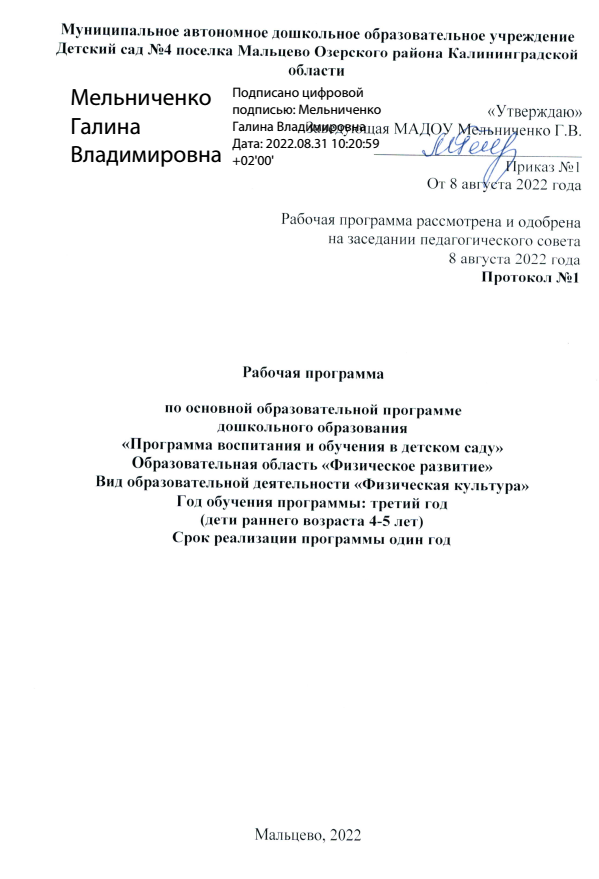 Муниципальное автономное дошкольное образовательное учреждение
Детский сад №4 поселка Мальцево Озерского района Калининградской
области
Мельниченко
Галина
Владимировна
Подписано цифровой
подписью: Мельниченко
Галина Владимировна
Дата: 2022.08.31 10:20:59
+02'00'
«Утверждаю»
Заведующая МАДОУ Мельниченко Г.В.
Приказ №1
От 8 августа 2022 года
Рабочая программа рассмотрена и одобрена
на заседании педагогического совета
8 августа 2022 года
Протокол №1
Рабочая программа
по основной образовательной программе
дошкольного образования
«Программа воспитания и обучения в детском саду»
Образовательная область «Физическое развитие»
Вид образовательной деятельности «Физическая культура»
Год обучения программы: третий год
(дети раннего возраста 4-5 лет)
Срок реализации программы один год
Мальцево, 2022